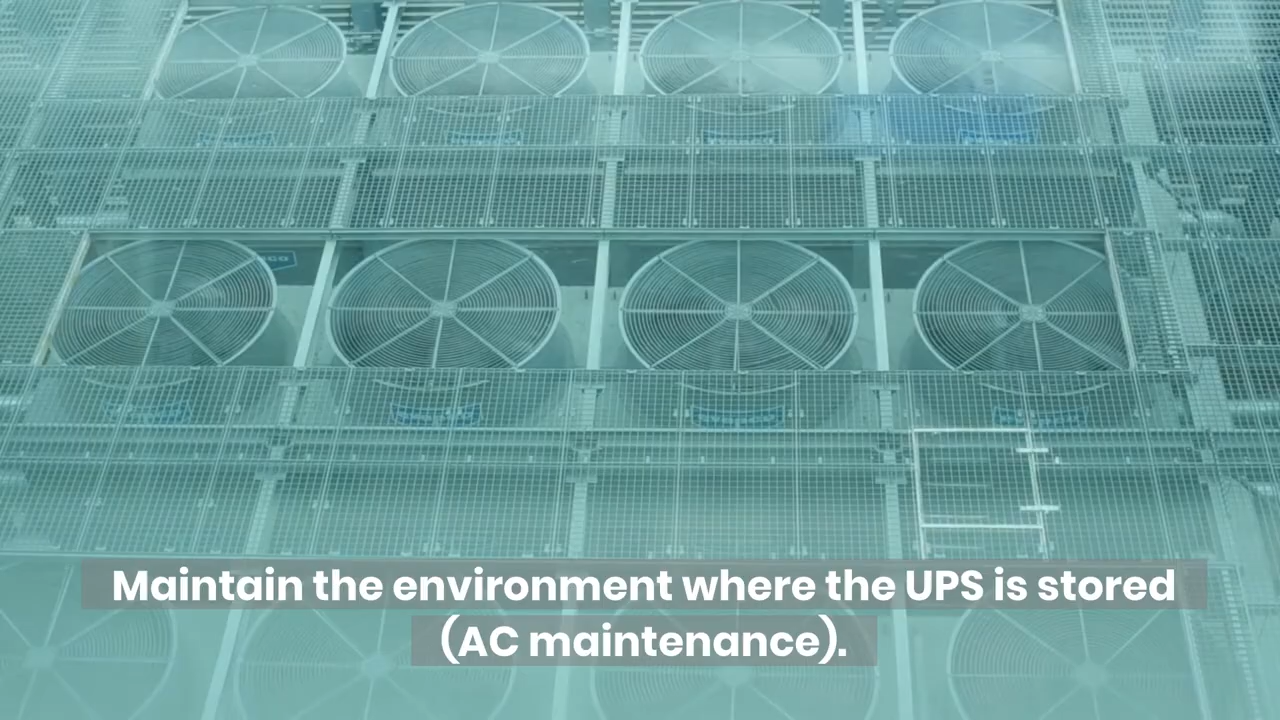 Maintain the environment where the UPS is stored
(AC maintenance).